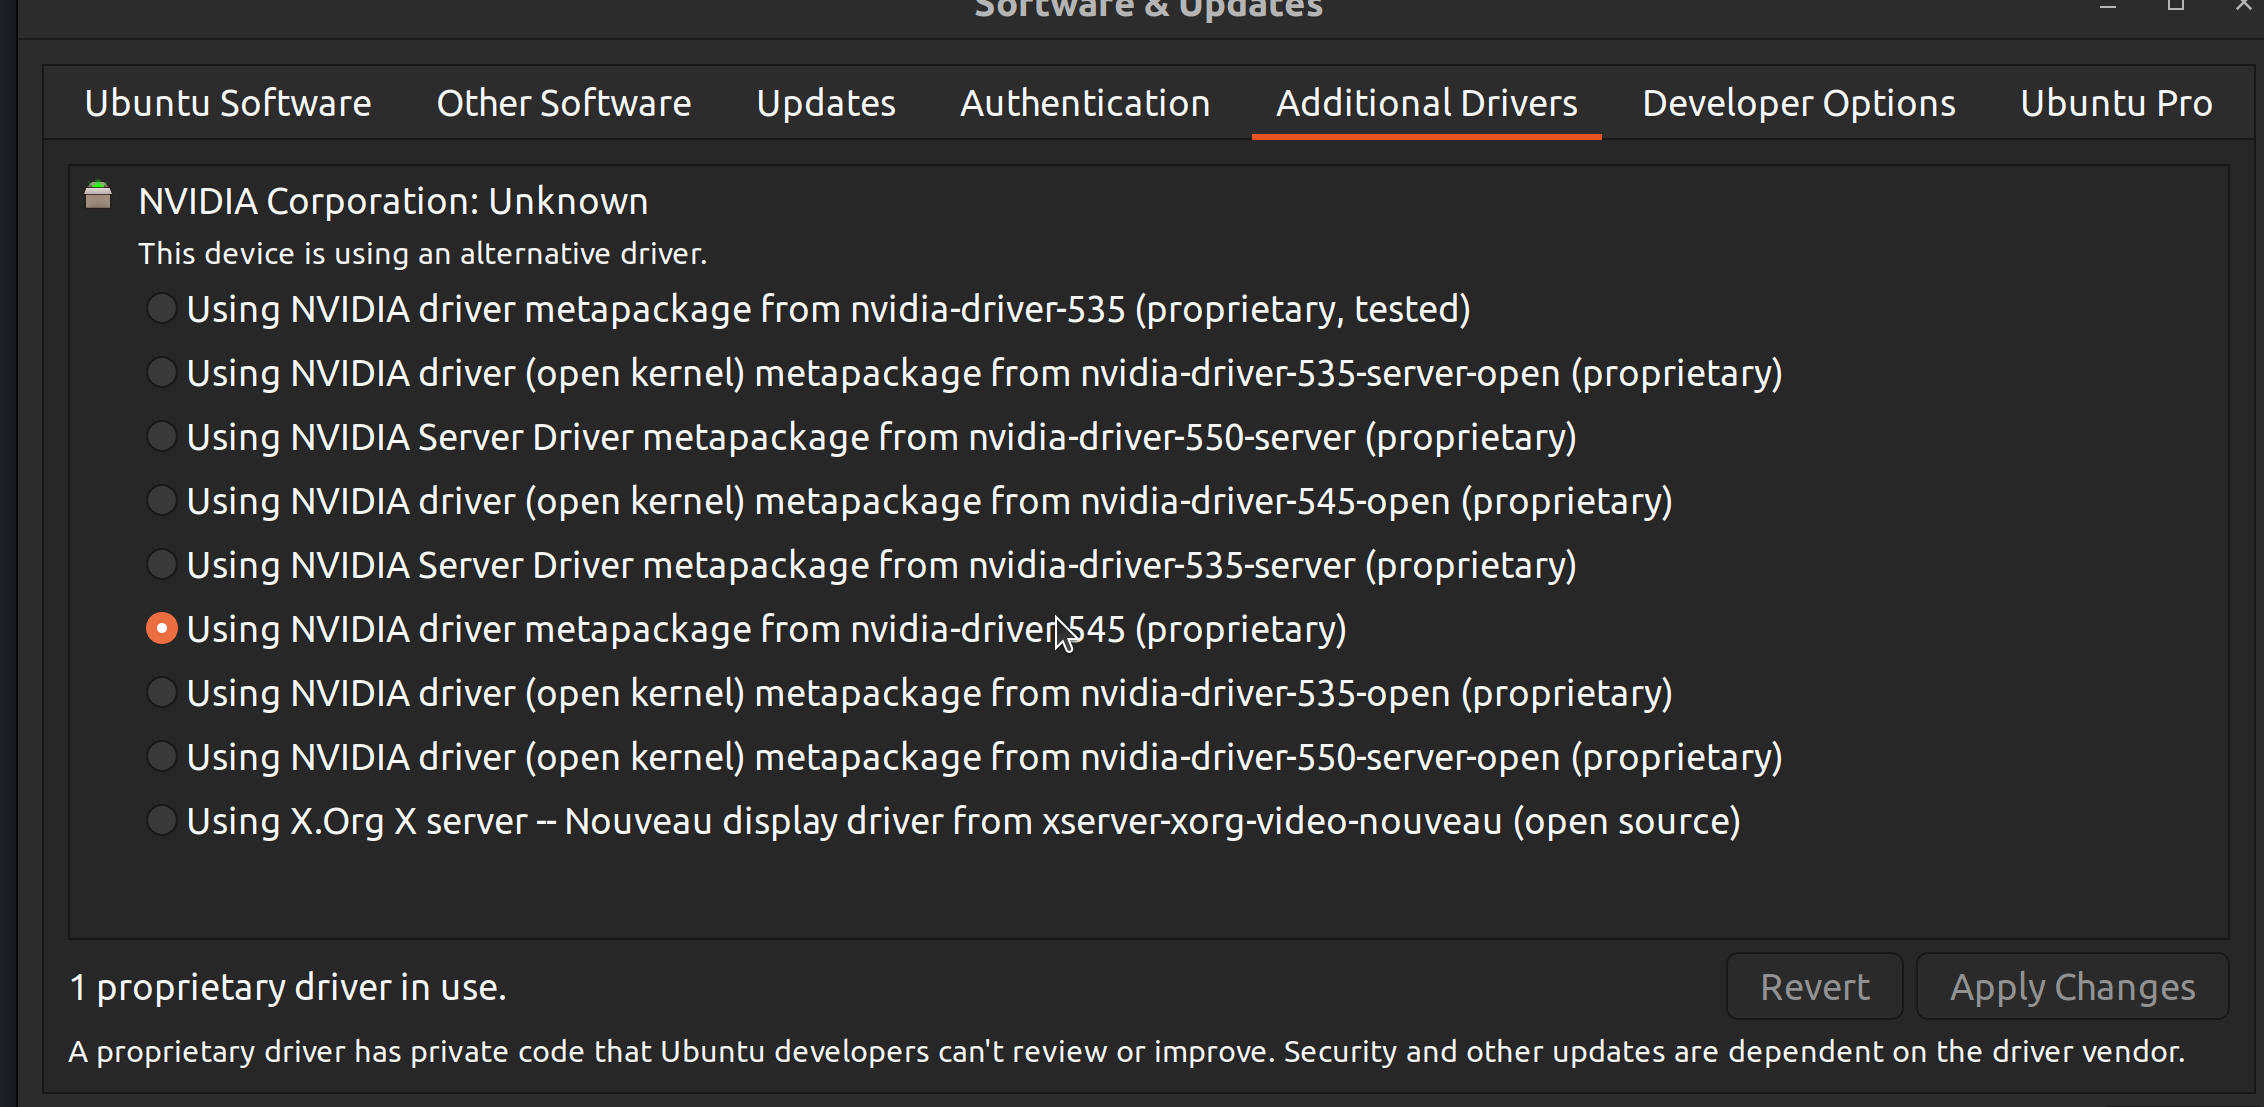 Software & Updates
Ubuntu Software Other Software Updates Authentication Additional Drivers Developer Options Ubuntu Pro
NVIDIA Corporation: Unknown
This device is using an alternative driver.
Using NVIDIA driver metapackage from nvidia-driver-535 (proprietary, tested)
Using NVIDIA driver (open kernel) metapackage from nvidia-driver-535-server-open (proprietary)
Using NVIDIA Server Driver metapackage from nvidia-driver-550-server (proprietary)
Using NVIDIA driver (open kernel) metapackage from nvidia-driver-545-open (proprietary)
Using NVIDIA Server Driver metapackage from nvidia-driver-535-server (proprietary)
Using NVIDIA driver metapackage from nvidia-driver-545 (proprietary)
Using NVIDIA driver (open kernel) metapackage from nvidia-driver-535-open (proprietary)
Using NVIDIA driver (open kernel) metapackage from nvidia-driver-550-server-open (proprietary)
Using X.Org X server -- Nouveau display driver from xserver-xorg-video-nouveau (open source)
1 proprietary driver in use.
Revert Apply Changes
A proprietary driver has private code that Ubuntu developers can't review or improve. Security and other updates are dependent on the driver vendor.